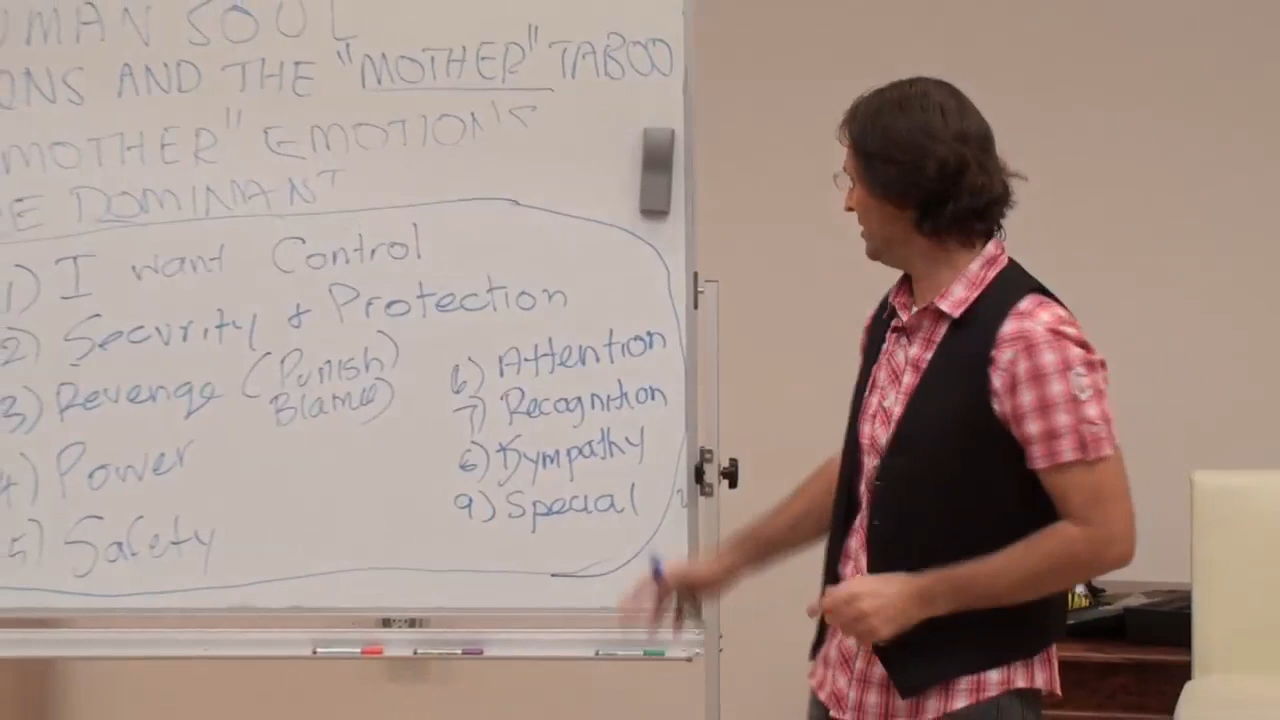 UMAN SOUL
ONS AND THE "MOTHER" TABOO
MOTHER" EMOTIONS
E DOMINANT
1) I want Control
2) Security & Protection
3) Revenge (Punish
Blame)
4) Power
5) Safety
6) Attention
7) Recognition
8) Sympathy
9) Special